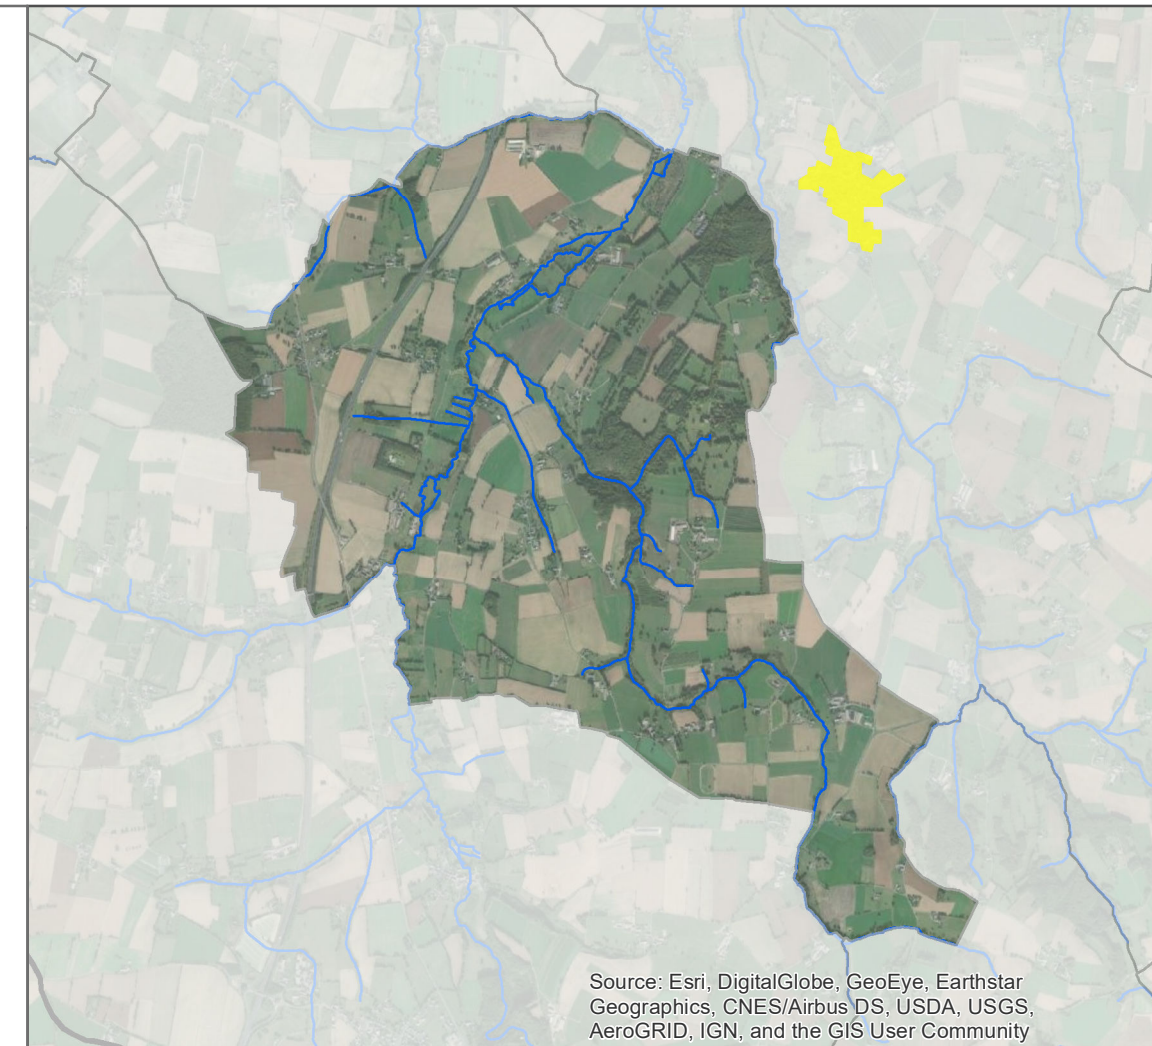 Source: Esri, DigitalGlobe, GeoEye, Earthstar
Geographics, CNES/Airbus DS, USDA, USGS,
AeroGRID, IGN, and the GIS User Community